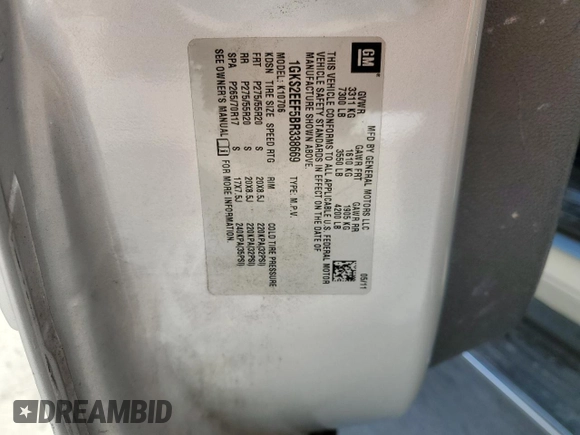 GM
MFD BY GENERAL MOTORS LLC 05/11
GVWR GAWR FRT GAWR RR
3311 KG 1610 KG 1905 KG
7300 LB 3550 LB 4200 LB
THIS VEHICLE CONFORMS TO ALL APPLICABLE U.S. FEDERAL MOTOR
VEHICLE SAFETY STANDARDS IN EFFECT ON THE DATE OF
MANUFACTURE SHOWN ABOVE.
1GKS2EEF5BR338669 TYPE: M.P.V.
MODEL: K10706
KDSN TIRE SIZE SPEED RTG RIM COLD TIRE PRESSURE
FRT P275/55R20 S 20X8.5J 220KPA(32PSI)
RR P275/55R20 S 20X8.5J 220KPA(32PSI)
SPA P265/70R17 S 17X7.5J 240KPA(35PSI)
SEE OWNER'S MANUAL FOR MORE INFORMATION.
DREAMBID